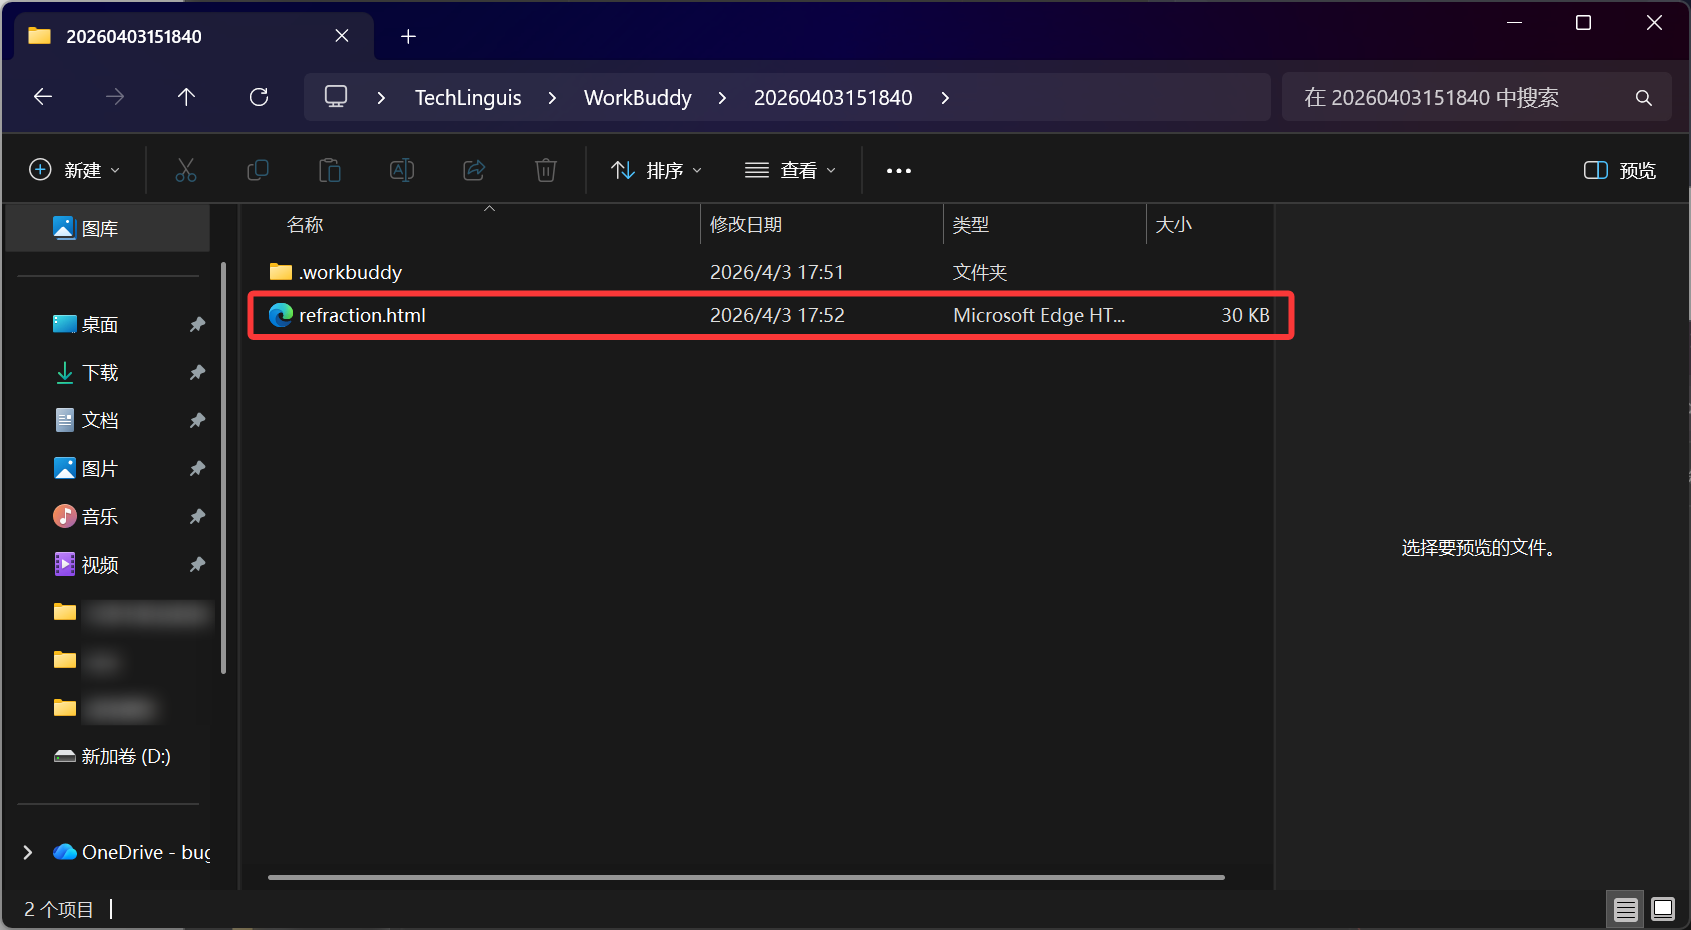 20260403151840
TechLinguis > WorkBuddy > 20260403151840 >
在 20260403151840 中搜索
新建
排序
查看
预览
图库
桌面
下载
文档
图片
音乐
视频
新加卷 (D:)
OneDrive - bug
名称 修改日期 类型 大小
.workbuddy 2026/4/3 17:51 文件夹
refraction.html 2026/4/3 17:52 Microsoft Edge HT... 30 KB
选择要预览的文件。
2 个项目